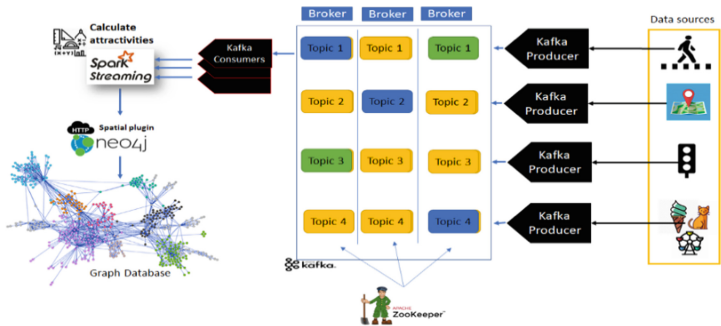 Calculate
attractivities
Spark
Streaming
HTTP
Spatial plugin
neo4j
Graph Database
Kafka
Consumers
Broker
Broker
Broker
Topic 1
Topic 1
Topic 1
Topic 2
Topic 2
Topic 2
Topic 3
Topic 3
Topic 3
Topic 4
Topic 4
Topic 4
kafka
APACHE
ZooKeeper™
Kafka
Producer
Kafka
Producer
Kafka
Producer
Kafka
Producer
Data sources